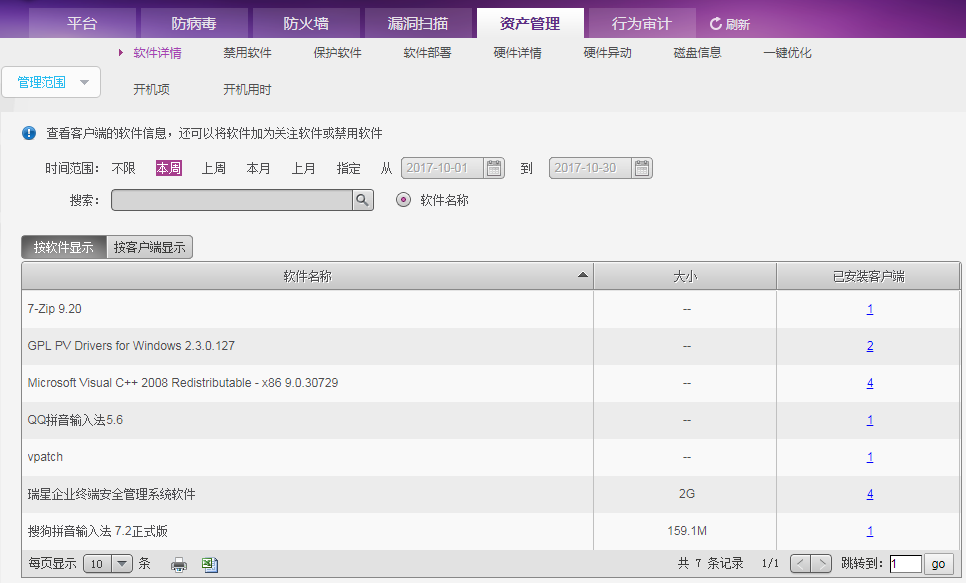 平台 防病毒 防火墙 漏洞扫描 资产管理 行为审计 刷新
软件详情 禁用软件 保护软件 软件部署 硬件详情 硬件异动 磁盘信息 一键优化
管理范围
开机项 开机用时
查看客户端的软件信息，还可以将软件加为关注软件或禁用软件
时间范围： 不限 本周 上周 本月 上月 指定 从 2017-10-01 到 2017-10-30
搜索： 软件名称
按软件显示 按客户端显示
软件名称 大小 已安装客户端
7-Zip 9.20 -- 1
GPL PV Drivers for Windows 2.3.0.127 -- 2
Microsoft Visual C++ 2008 Redistributable - x86 9.0.30729 -- 4
QQ拼音输入法5.6 -- 1
vpatch -- 1
瑞星企业终端安全管理系统软件 2G 4
搜狗拼音输入法 7.2正式版 159.1M 1
每页显示 10 条 共 7 条记录 1/1 < > 跳转到： 1 go